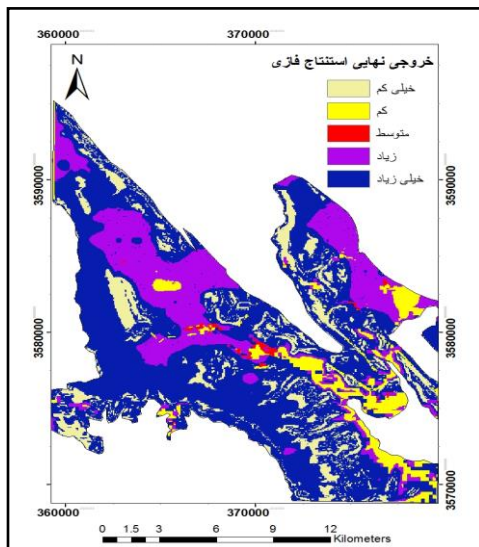 360000 370000
خروجی نهایی استنتاج فازی
N
خیلی کم
کم
متوسط
زیاد
خیلی زیاد
3590000 3590000
3580000 3580000
3570000
360000 370000
0 1.5 3 6 9 12
Kilometers